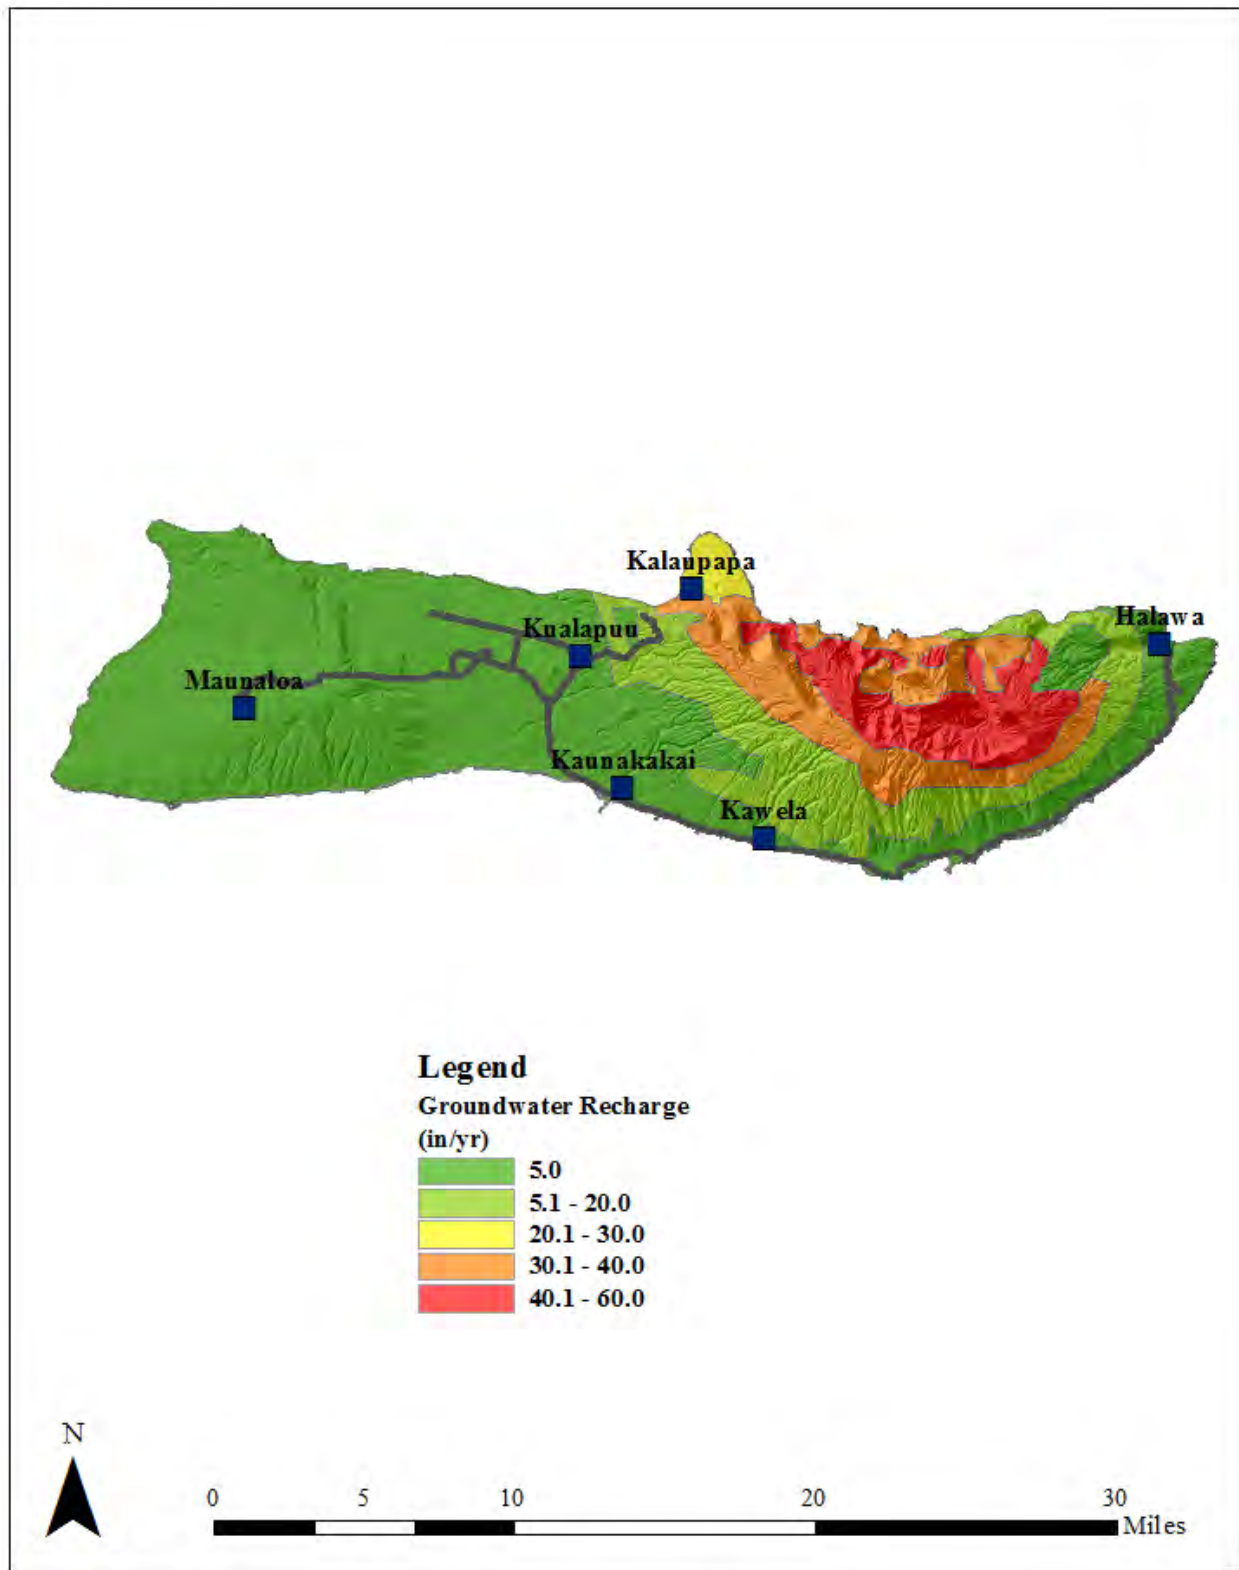 Kalaupapa
Halawa
Kualapuu
Maunaloa
Kaunakakai
Kawela
Legend
Groundwater Recharge
(in/yr)
5.0
5.1 - 20.0
20.1 - 30.0
30.1 - 40.0
40.1 - 60.0
N
0 5 10 20 30
Miles